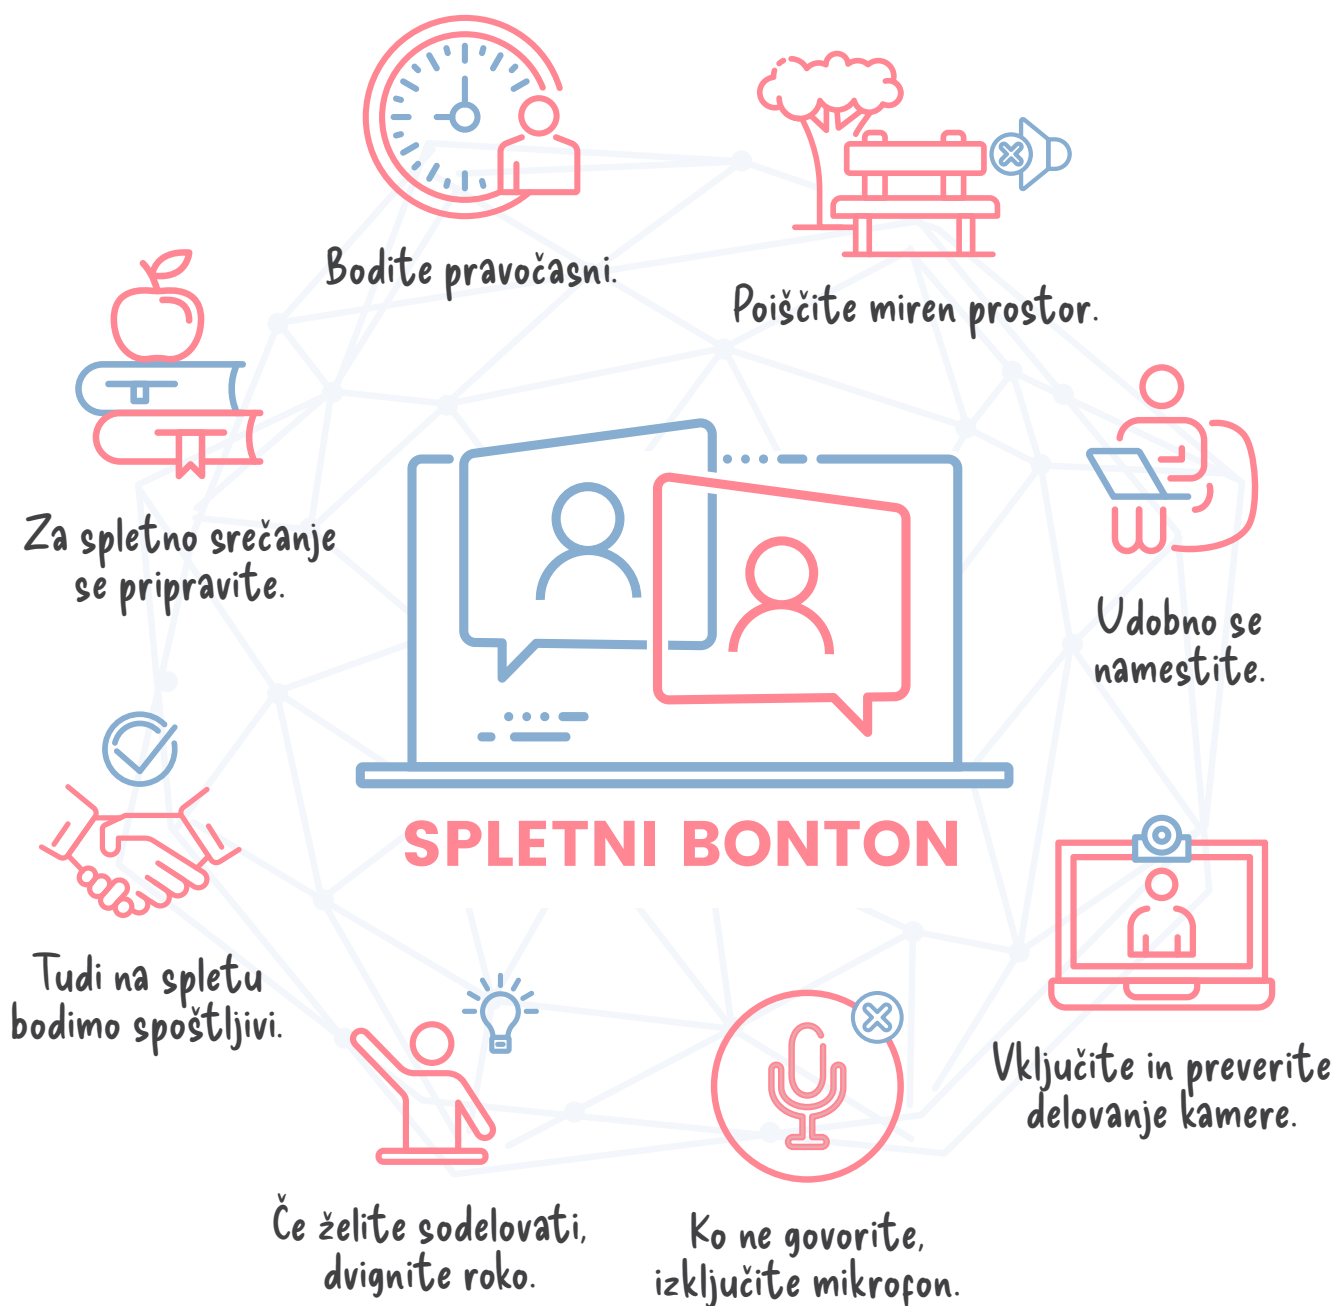 Bodite pravočasni.
Poiščite miren prostor.
Za spletno srečanje
se pripravite.
Udobno se
namestite.
SPLETNI BONTON
Tudi na spletu
bodimo spoštljivi.
Vključite in preverite
delovanje kamere.
Če želite sodelovati,
dvignite roko.
Ko ne govorite,
izključite mikrofon.